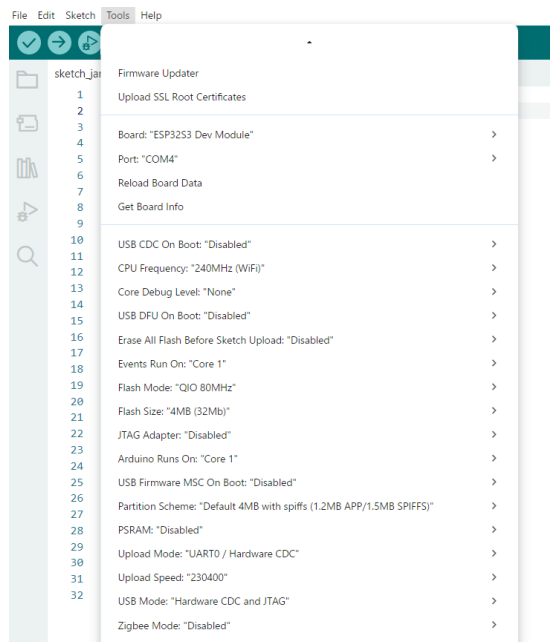 File Edit Sketch Tools Help
sketch_jar
Firmware Updater
Upload SSL Root Certificates
Board: "ESP32S3 Dev Module"
Port: "COM4"
Reload Board Data
Get Board Info
USB CDC On Boot: "Disabled"
CPU Frequency: "240MHz (WiFi)"
Core Debug Level: "None"
USB DFU On Boot: "Disabled"
Erase All Flash Before Sketch Upload: "Disabled"
Events Run On: "Core 1"
Flash Mode: "QIO 80MHz"
Flash Size: "4MB (32Mb)"
JTAG Adapter: "Disabled"
Arduino Runs On: "Core 1"
USB Firmware MSC On Boot: "Disabled"
Partition Scheme: "Default 4MB with spiffs (1.2MB APP/1.5MB SPIFFS)"
PSRAM: "Disabled"
Upload Mode: "UART0 / Hardware CDC"
Upload Speed: "230400"
USB Mode: "Hardware CDC and JTAG"
Zigbee Mode: "Disabled"
1
2
3
4
5
6
7
8
9
10
11
12
13
14
15
16
17
18
19
20
21
22
23
24
25
26
27
28
29
30
31
32